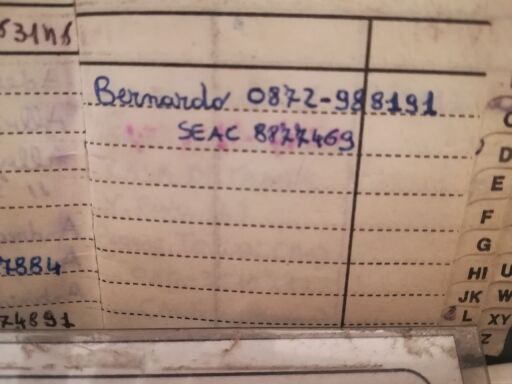 Bernardo 0872-988191
SEAC 8877469
7884
74891
D
E
F
G
HI
JK
L
U
W
XY
Z